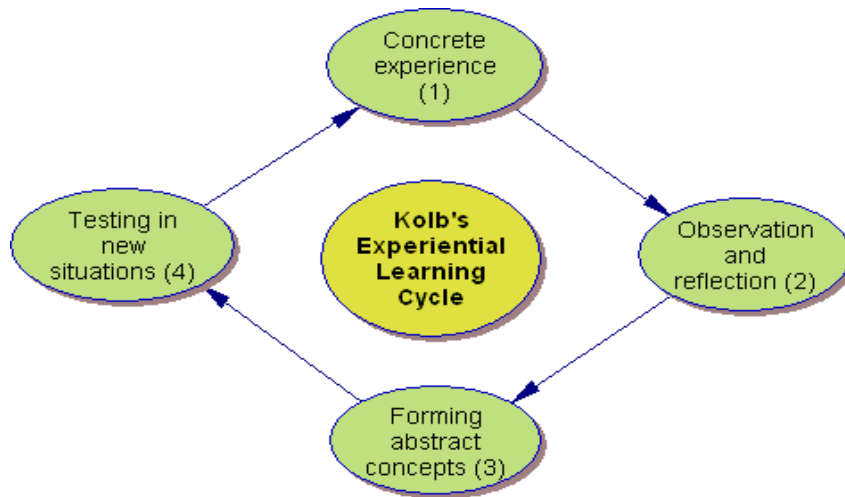 Concrete
experience
(1)
Testing in
new
situations (4)
Kolb's
Experiential
Learning
Cycle
Observation
and
reflection (2)
Forming
abstract
concepts (3)